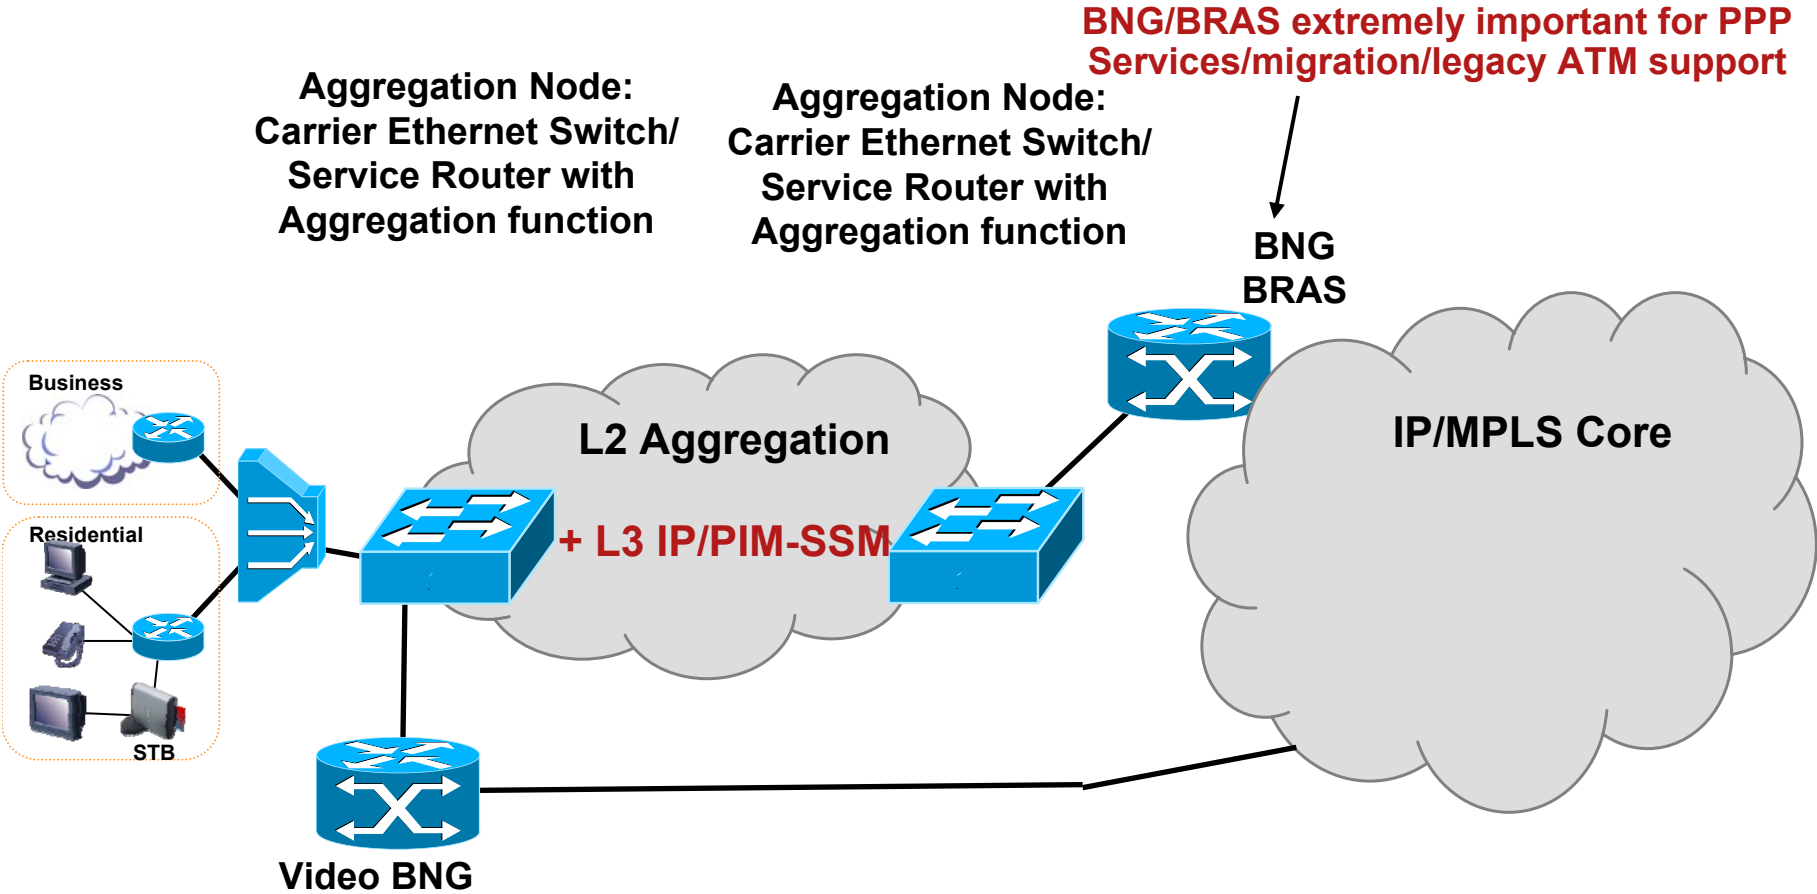 BNG/BRAS extremely important for PPP
Services/migration/legacy ATM support
Aggregation Node:
Carrier Ethernet Switch/
Service Router with
Aggregation function
Aggregation Node:
Carrier Ethernet Switch/
Service Router with
Aggregation function
BNG
BRAS
Business
L2 Aggregation
IP/MPLS Core
Residential
+ L3 IP/PIM-SSM
STB
Video BNG